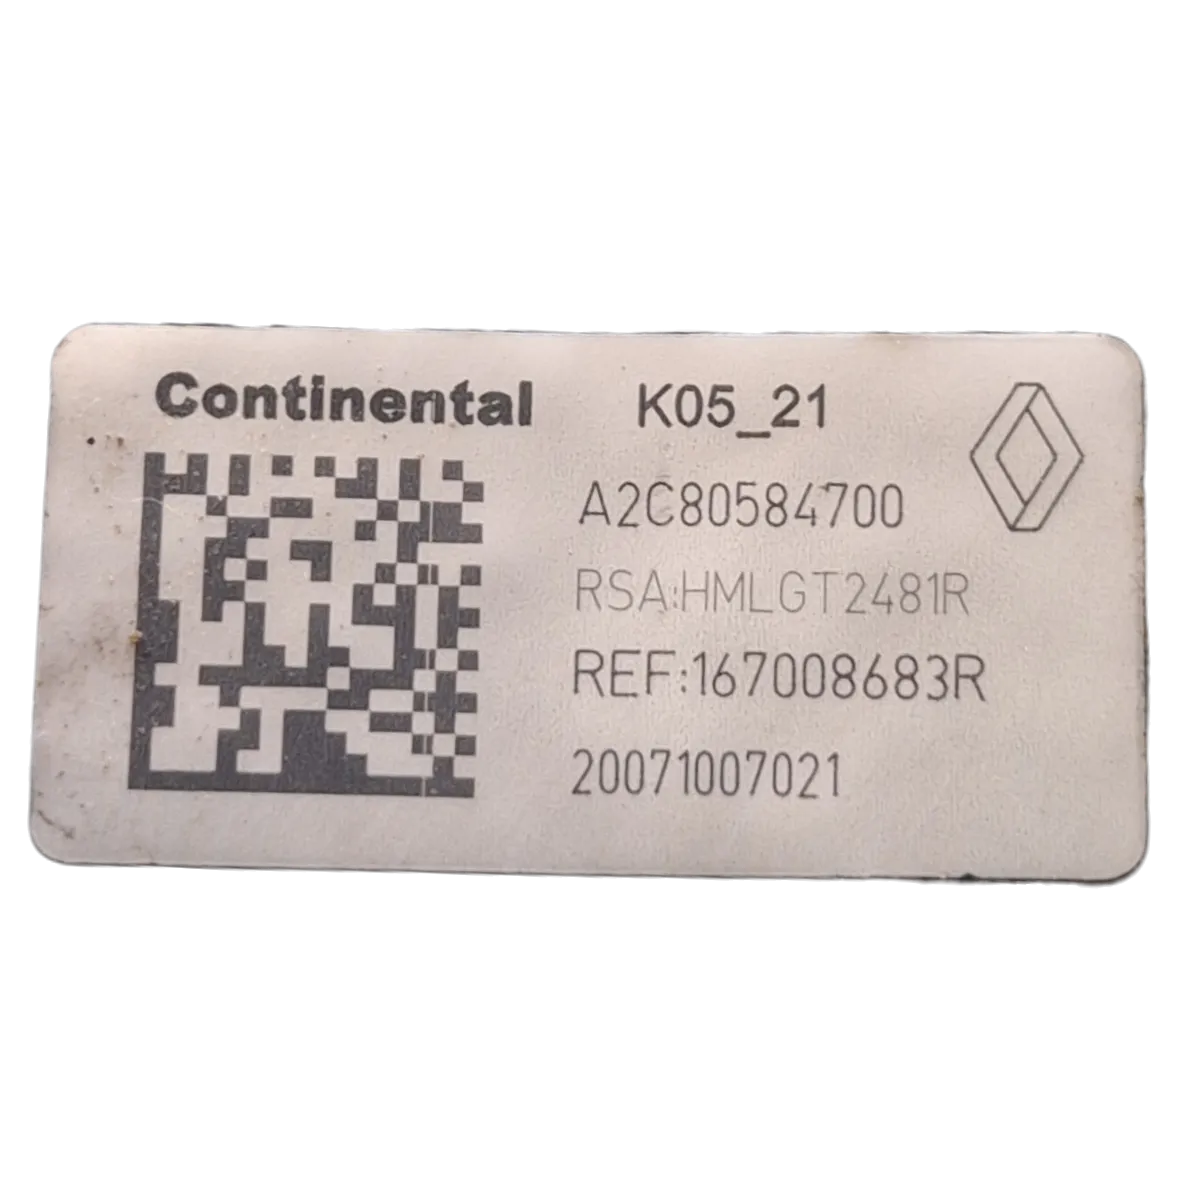 Continental
K05_21
A2C80584700
RSA:HMLGT2481R
REF:167008683R
20071007021